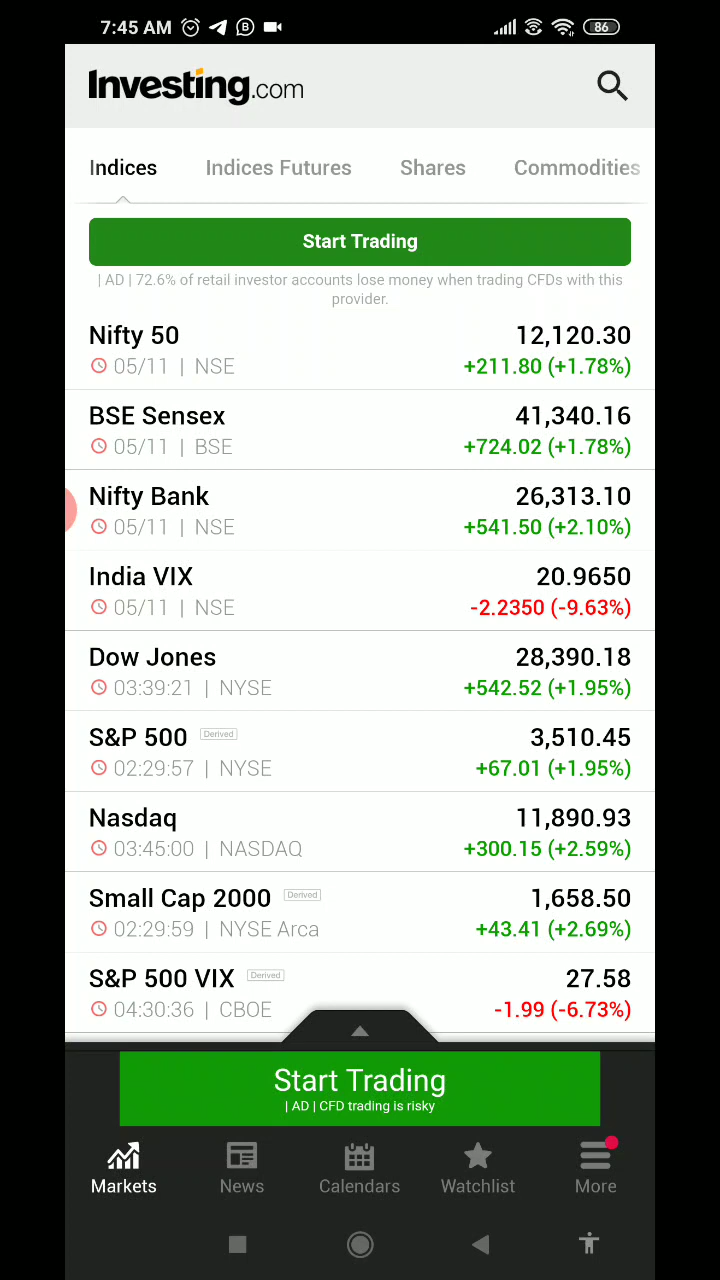 7:45 AM B 86
Investing.com
Indices Indices Futures Shares Commodities
Start Trading
| AD | 72.6% of retail investor accounts lose money when trading CFDs with this
provider.
Nifty 50 12,120.30
05/11 | NSE +211.80 (+1.78%)
BSE Sensex 41,340.16
05/11 | BSE +724.02 (+1.78%)
Nifty Bank 26,313.10
05/11 | NSE +541.50 (+2.10%)
India VIX 20.9650
05/11 | NSE -2.2350 (-9.63%)
Dow Jones 28,390.18
03:39:21 | NYSE +542.52 (+1.95%)
S&P 500 Derived 3,510.45
02:29:57 | NYSE +67.01 (+1.95%)
Nasdaq 11,890.93
03:45:00 | NASDAQ +300.15 (+2.59%)
Small Cap 2000 Derived 1,658.50
02:29:59 | NYSE Arca +43.41 (+2.69%)
S&P 500 VIX Derived 27.58
04:30:36 | CBOE -1.99 (-6.73%)
Start Trading
| AD | CFD trading is risky
Markets News Calendars Watchlist More